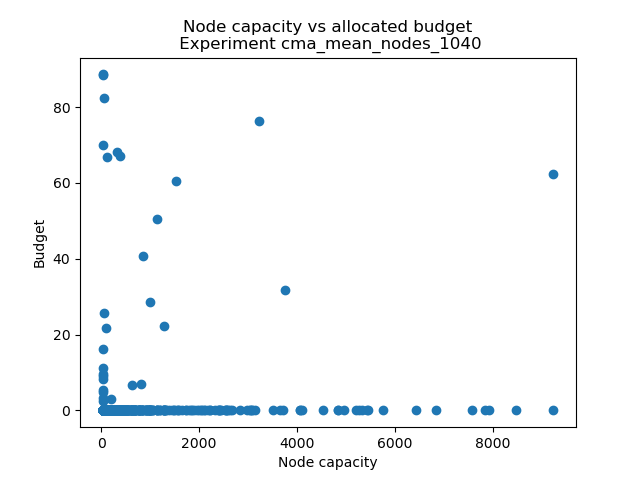 Node capacity vs allocated budget
Experiment cma_mean_nodes_1040
80
60
40
20
0
Budget
0 2000 4000 6000 8000
Node capacity